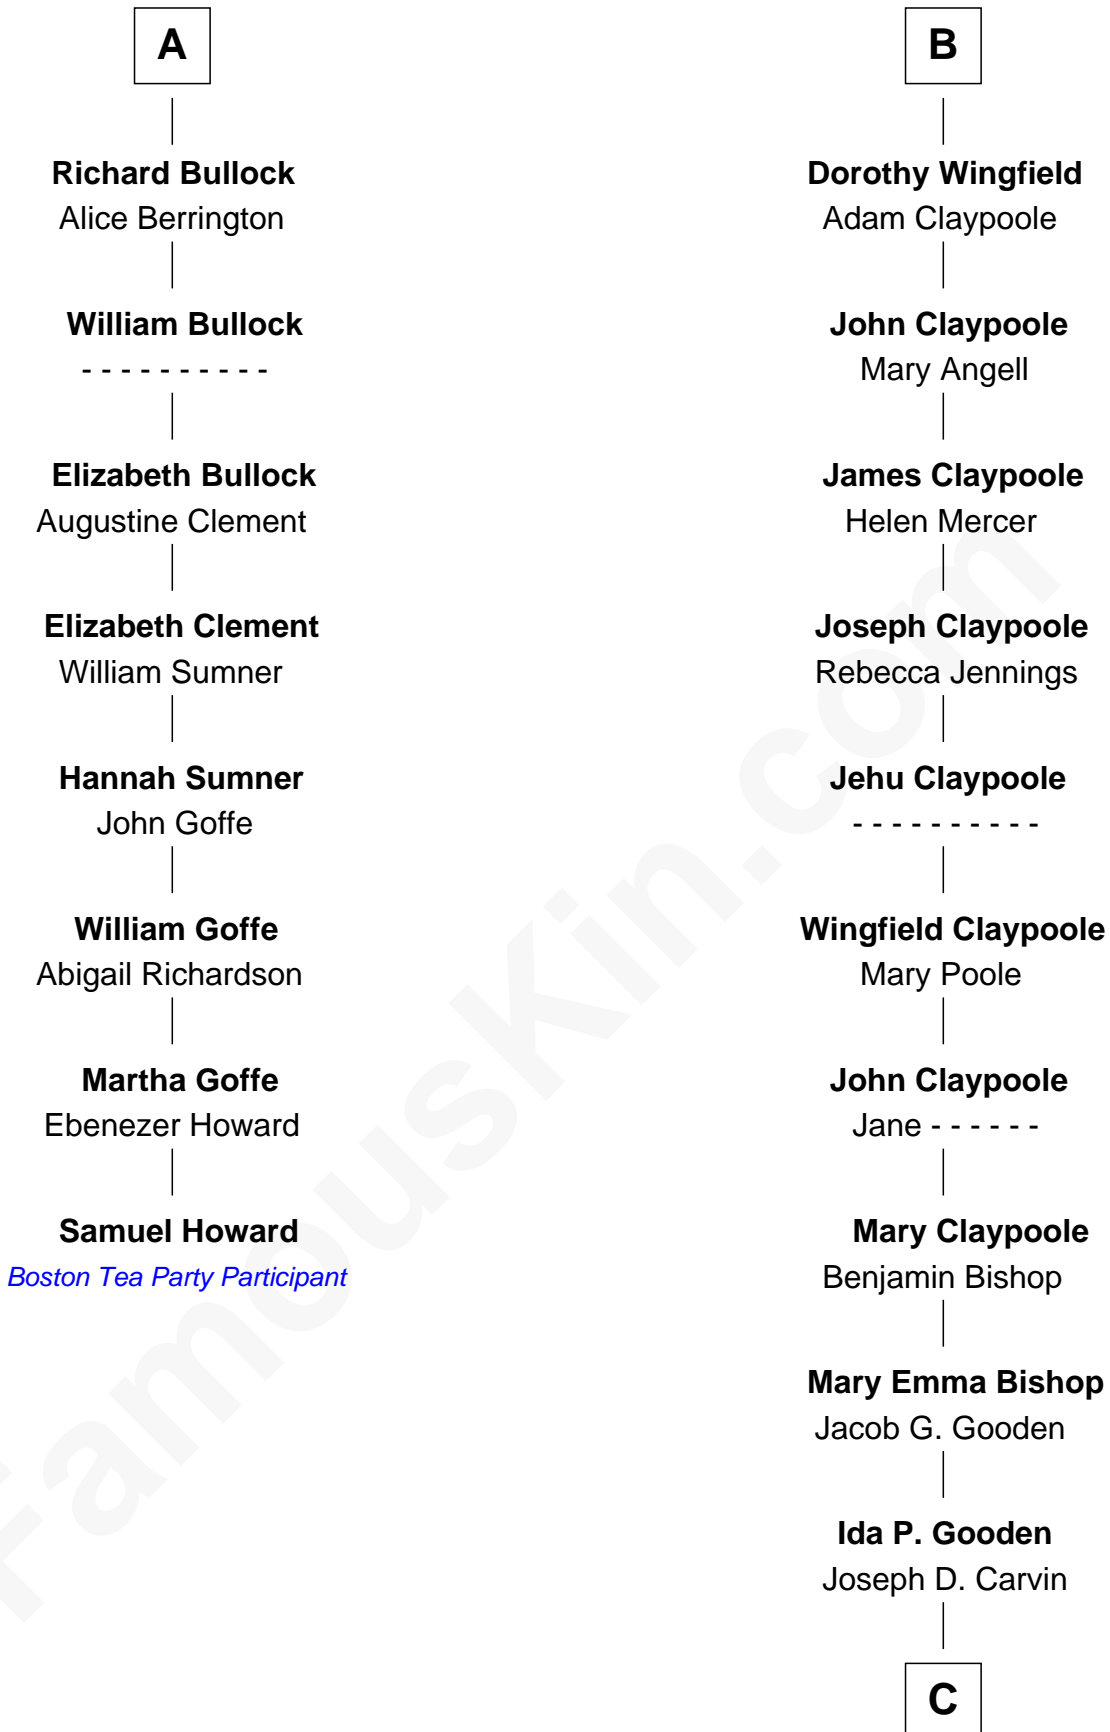 A
Richard Bullock
Alice Berrington
William Bullock
- - - - - - - - - -
Elizabeth Bullock
Augustine Clement
Elizabeth Clement
William Sumner
Hannah Sumner
John Goffe
William Goffe
Abigail Richardson
Martha Goffe
Ebenezer Howard
Samuel Howard
Boston Tea Party Participant
B
Dorothy Wingfield
Adam Claypoole
John Claypoole
Mary Angell
James Claypoole
Helen Mercer
Joseph Claypoole
Rebecca Jennings
Jehu Claypoole
- - - - - - - - - -
Wingfield Claypoole
Mary Poole
John Claypoole
Jane - - - - - -
Mary Claypoole
Benjamin Bishop
Mary Emma Bishop
Jacob G. Gooden
Ida P. Gooden
Joseph D. Carvin
C
FamousKin.com